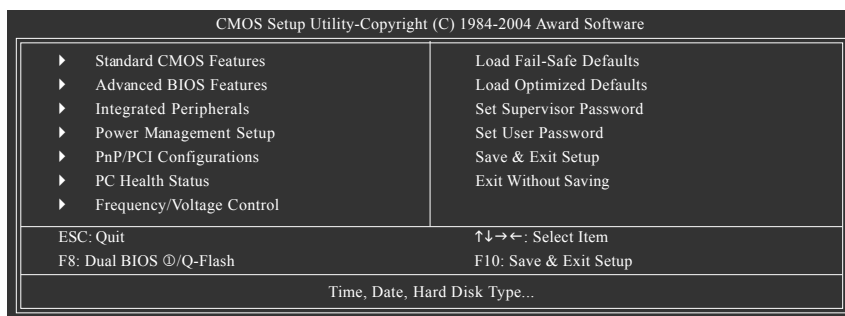 CMOS Setup Utility-Copyright (C) 1984-2004 Award Software
Standard CMOS Features
Advanced BIOS Features
Integrated Peripherals
Power Management Setup
PnP/PCI Configurations
PC Health Status
Frequency/Voltage Control
Load Fail-Safe Defaults
Load Optimized Defaults
Set Supervisor Password
Set User Password
Save & Exit Setup
Exit Without Saving
ESC: Quit
↑↓→←: Select Item
F8: Dual BIOS ①/Q-Flash
F10: Save & Exit Setup
Time, Date, Hard Disk Type...